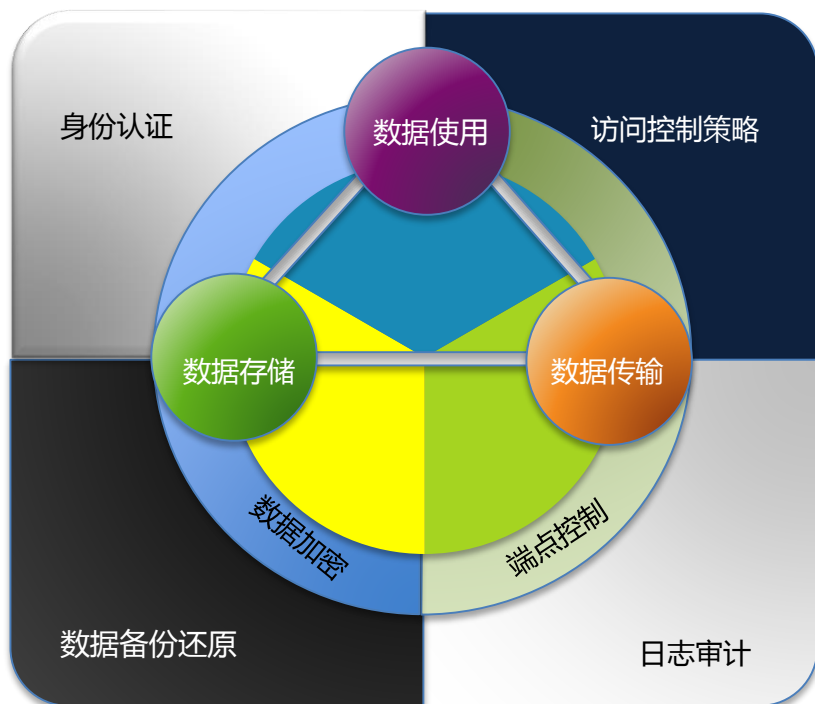 身份认证
数据使用
访问控制策略
数据存储
数据传输
数据加密
端点控制
数据备份还原
日志审计